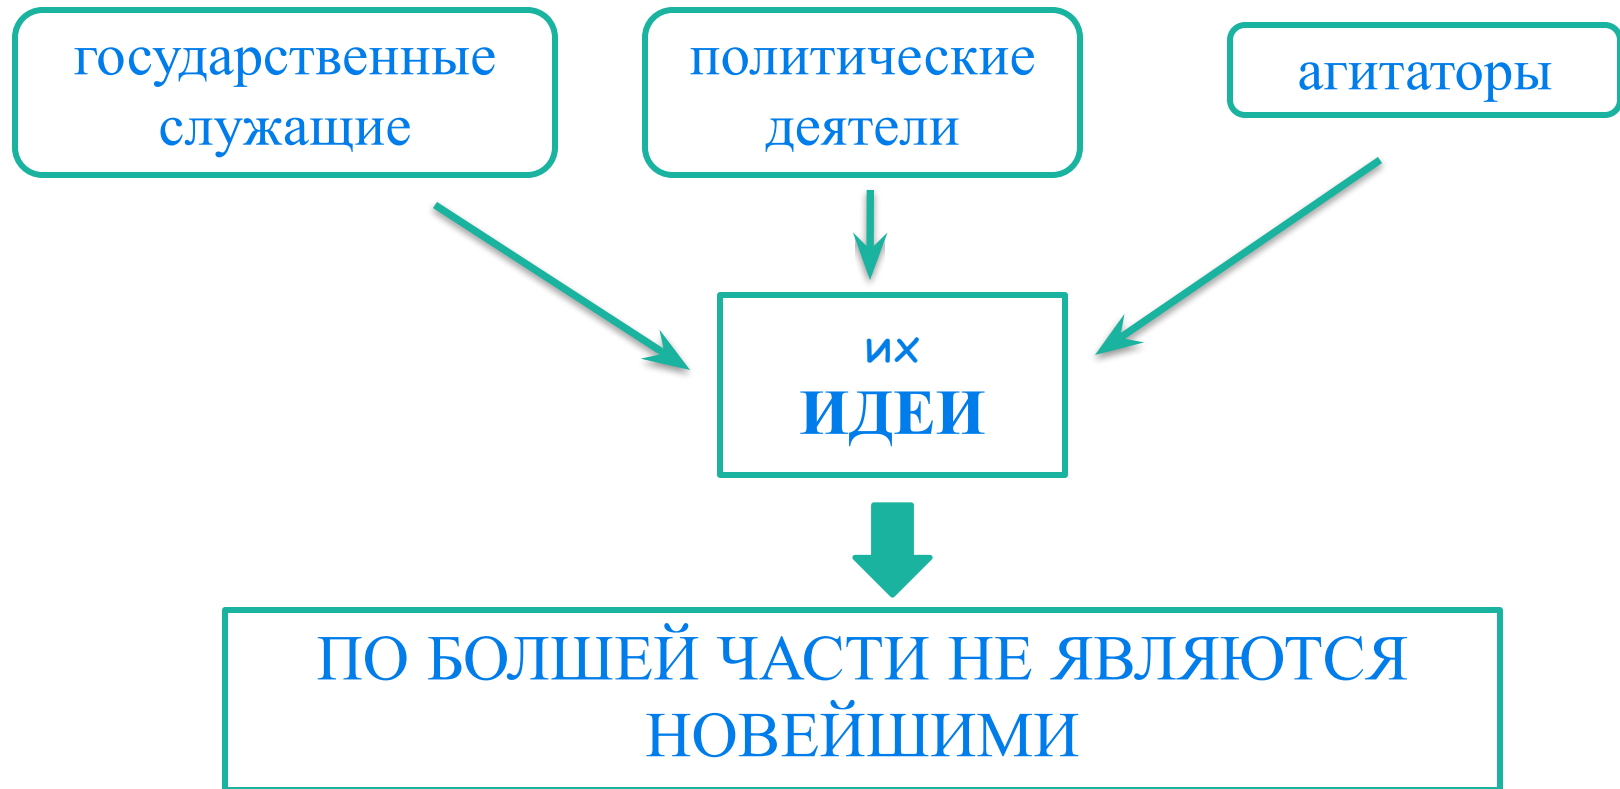 государственные
служащие
политические
деятели
агитаторы
их
ИДЕИ
ПО БОЛШЕЙ ЧАСТИ НЕ ЯВЛЯЮТСЯ
НОВЕЙШИМИ